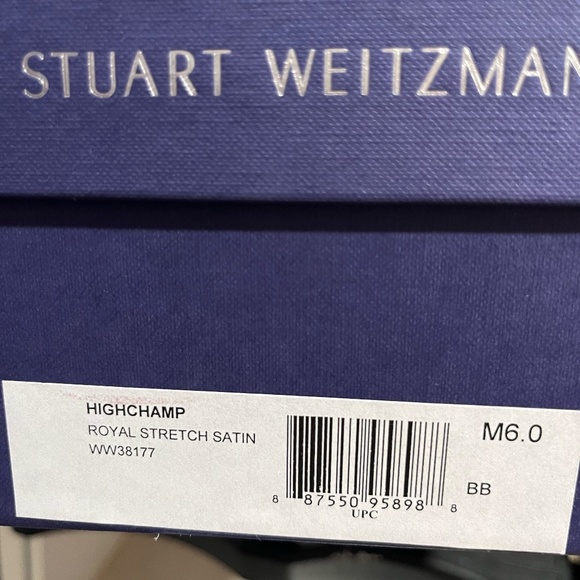 STUART WEITZMAN
HIGHCHAMP
ROYAL STRETCH SATIN
WW38177
M6.0
BB
8 87550 95898 8
UPC